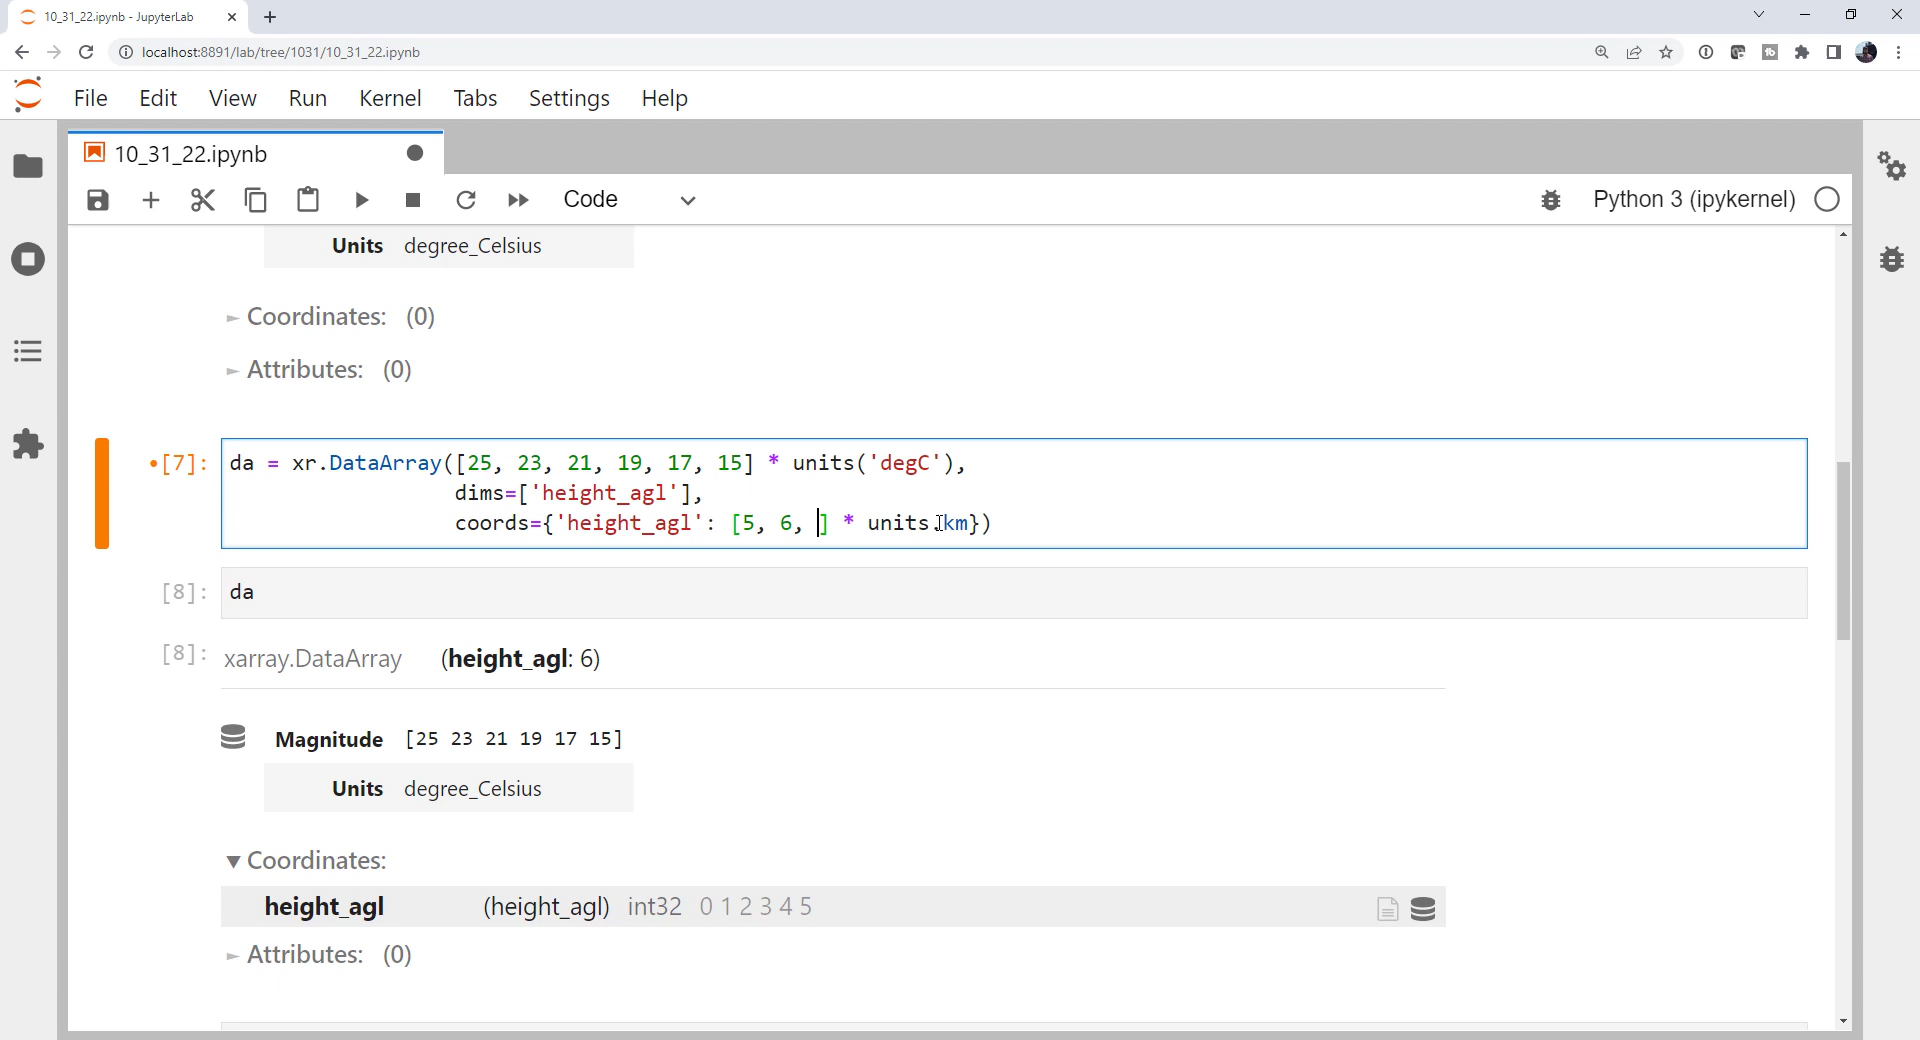 10_31_22.ipynb - JupyterLab
localhost:8891/lab/tree/1031/10_31_22.ipynb
File Edit View Run Kernel Tabs Settings Help
10_31_22.ipynb
Code Python 3 (ipykernel)
Units degree_Celsius
Coordinates: (0)
Attributes: (0)
[7]: da = xr.DataArray([25, 23, 21, 19, 17, 15] * units('degC'),
dims=['height_agl'],
coords={'height_agl': [5, 6, ] * units.km})
[8]: da
[8]: xarray.DataArray (height_agl: 6)
Magnitude [25 23 21 19 17 15]
Units degree_Celsius
Coordinates:
height_agl (height_agl) int32 0 1 2 3 4 5
Attributes: (0)